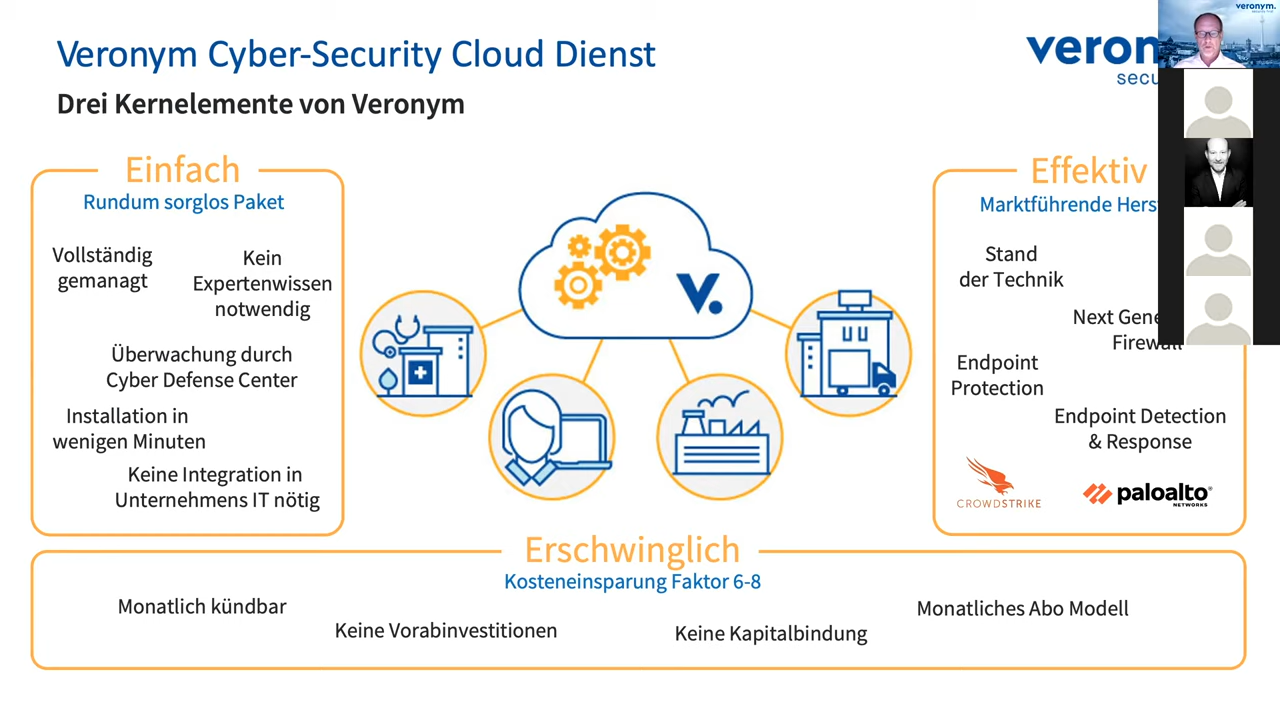 Veronym Cyber-Security Cloud Dienst
Drei Kernelemente von Veronym
veronym.
Einfach
Rundum sorglos Paket
Vollständig
gemanagt
Kein
Expertenwissen
notwendig
Überwachung durch
Cyber Defense Center
Installation in
wenigen Minuten
Keine Integration in
Unternehmens IT nötig
V.
Effektiv
Marktführende
Stand
der Technik
Next
Firewall
Endpoint
Protection
Endpoint Detection
& Response
CROWDSTRIKE
paloalto®
NETWORKS
Erschwinglich
Kosteneinsparung Faktor 6-8
Monatlich kündbar
Keine Vorabinvestitionen
Keine Kapitalbindung
Monatliches Abo Modell